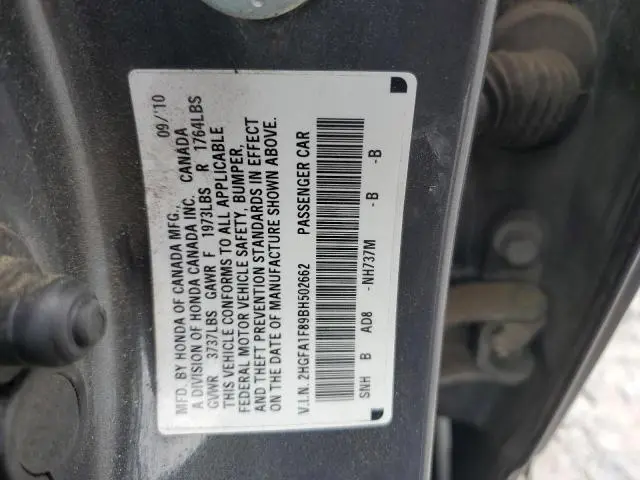 MFD. BY HONDA OF CANADA MFG., 09/'10
A DIVISION OF HONDA CANADA INC. CANADA
GVWR 3737LBS GAWR F 1973LBS R 1764LBS
THIS VEHICLE CONFORMS TO ALL APPLICABLE
FEDERAL MOTOR VEHICLE SAFETY, BUMPER,
AND THEFT PREVENTION STANDARDS IN EFFECT
ON THE DATE OF MANUFACTURE SHOWN ABOVE.
V.I.N. 2HGFA1F89BH502662 PASSENGER CAR
SNH B AD8 -NH737M -B -B